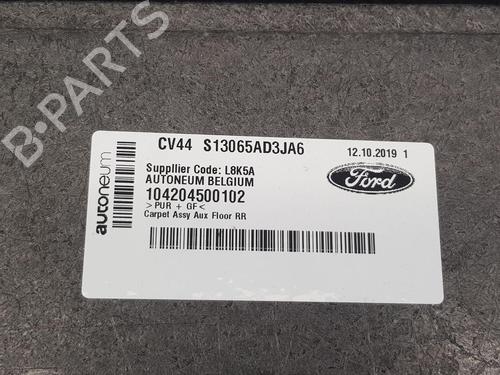 B-PARTS
autoneum
CV44 S13065AD3JA6
12.10.2019 1
Suppllier Code: L8K5A
AUTONEUM BELGIUM
104204500102
>PUR + GF<
Carpet Assy Aux Floor RR
Ford